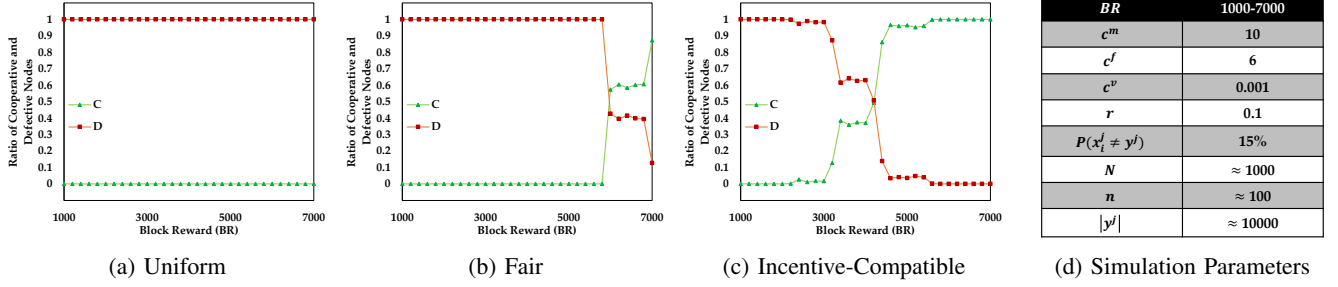 Ratio of Cooperative and
Defective Nodes
1
0.9
0.8
0.7
0.6
0.5
0.4
0.3
0.2
0.1
0
C
D
1000 3000 5000 7000
Block Reward (BR)
(a) Uniform
Ratio of Cooperative and
Defective Nodes
1
0.9
0.8
0.7
0.6
0.5
0.4
0.3
0.2
0.1
0
C
D
1000 3000 5000 7000
Block Reward (BR)
(b) Fair
Ratio of Cooperative and
Defective Nodes
1
0.9
0.8
0.7
0.6
0.5
0.4
0.3
0.2
0.1
0
C
D
1000 3000 5000 7000
Block Reward (BR)
(c) Incentive-Compatible
BR 1000-7000
c^m 10
c^f 6
c^v 0.001
r 0.1
P(x_i^j ≠ y^j) 15%
N ≈ 1000
n ≈ 100
|y^j| ≈ 10000
(d) Simulation Parameters